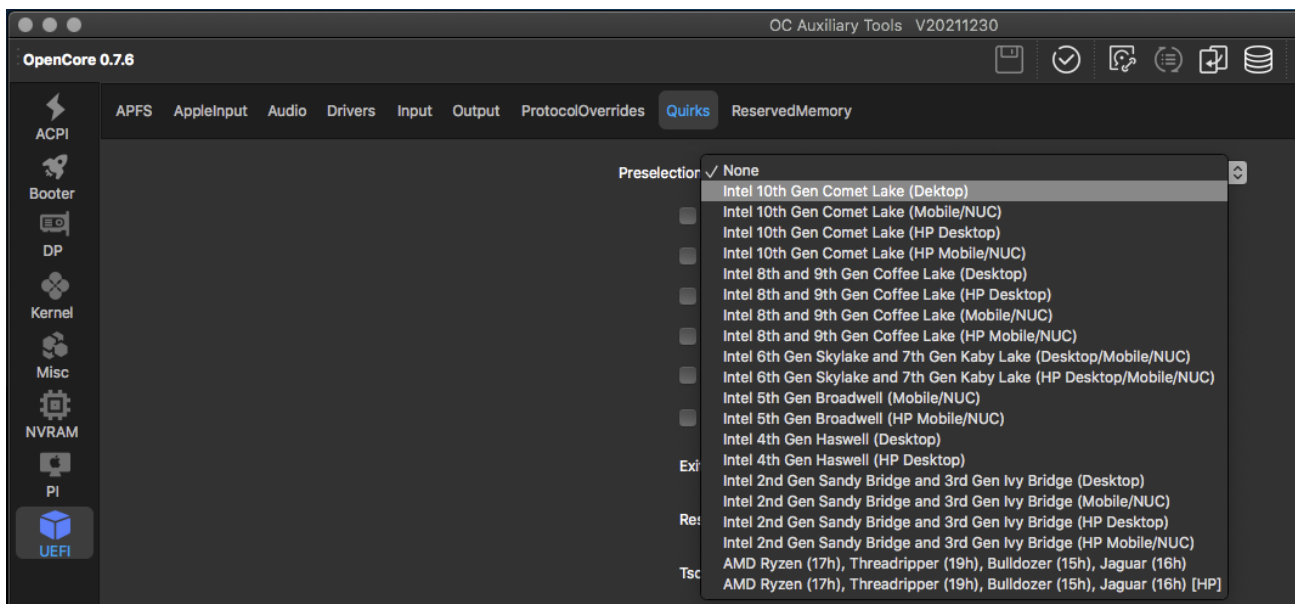 OC Auxiliary Tools V20211230
OpenCore 0.7.6
ACPI
Booter
DP
Kernel
Misc
NVRAM
PI
UEFI
APFS AppleInput Audio Drivers Input Output ProtocolOverrides Quirks ReservedMemory
Preselection ✓ None
Intel 10th Gen Comet Lake (Dektop)
Intel 10th Gen Comet Lake (Mobile/NUC)
Intel 10th Gen Comet Lake (HP Desktop)
Intel 10th Gen Comet Lake (HP Mobile/NUC)
Intel 8th and 9th Gen Coffee Lake (Desktop)
Intel 8th and 9th Gen Coffee Lake (HP Desktop)
Intel 8th and 9th Gen Coffee Lake (Mobile/NUC)
Intel 8th and 9th Gen Coffee Lake (HP Mobile/NUC)
Intel 6th Gen Skylake and 7th Gen Kaby Lake (Desktop/Mobile/NUC)
Intel 6th Gen Skylake and 7th Gen Kaby Lake (HP Desktop/Mobile/NUC)
Intel 5th Gen Broadwell (Mobile/NUC)
Intel 5th Gen Broadwell (HP Mobile/NUC)
Intel 4th Gen Haswell (Desktop)
Intel 4th Gen Haswell (HP Desktop)
Intel 2nd Gen Sandy Bridge and 3rd Gen Ivy Bridge (Desktop)
Intel 2nd Gen Sandy Bridge and 3rd Gen Ivy Bridge (Mobile/NUC)
Intel 2nd Gen Sandy Bridge and 3rd Gen Ivy Bridge (HP Desktop)
Intel 2nd Gen Sandy Bridge and 3rd Gen Ivy Bridge (HP Mobile/NUC)
AMD Ryzen (17h), Threadripper (19h), Bulldozer (15h), Jaguar (16h)
AMD Ryzen (17h), Threadripper (19h), Bulldozer (15h), Jaguar (16h) [HP]